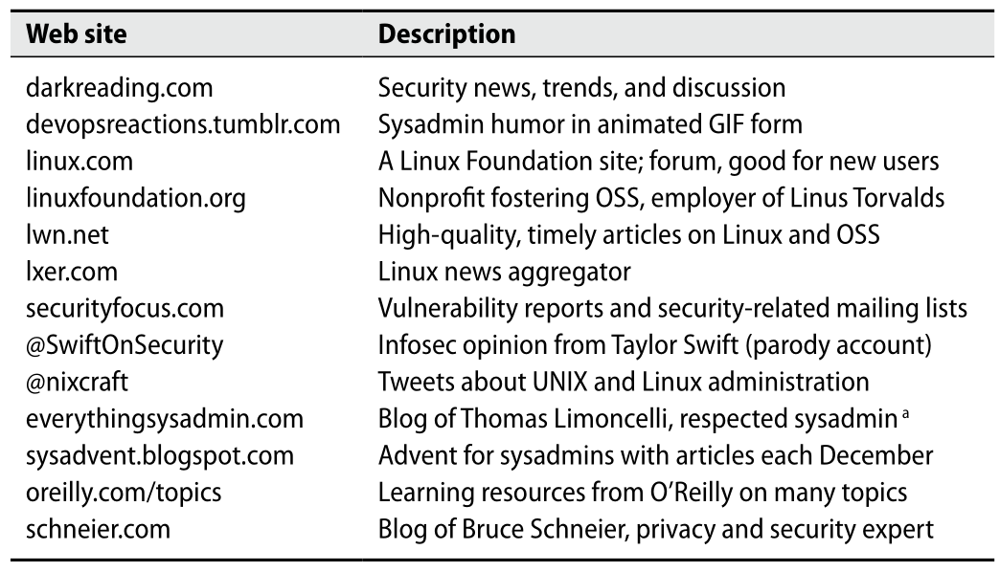 Web site Description
darkreading.com Security news, trends, and discussion
devopsreactions.tumblr.com Sysadmin humor in animated GIF form
linux.com A Linux Foundation site; forum, good for new users
linuxfoundation.org Nonprofit fostering OSS, employer of Linus Torvalds
lwn.net High-quality, timely articles on Linux and OSS
lxer.com Linux news aggregator
securityfocus.com Vulnerability reports and security-related mailing lists
@SwiftOnSecurity Infosec opinion from Taylor Swift (parody account)
@nixcraft Tweets about UNIX and Linux administration
everythingsysadmin.com Blog of Thomas Limoncelli, respected sysadmin a
sysadvent.blogspot.com Advent for sysadmins with articles each December
oreilly.com/topics Learning resources from O’Reilly on many topics
schneier.com Blog of Bruce Schneier, privacy and security expert